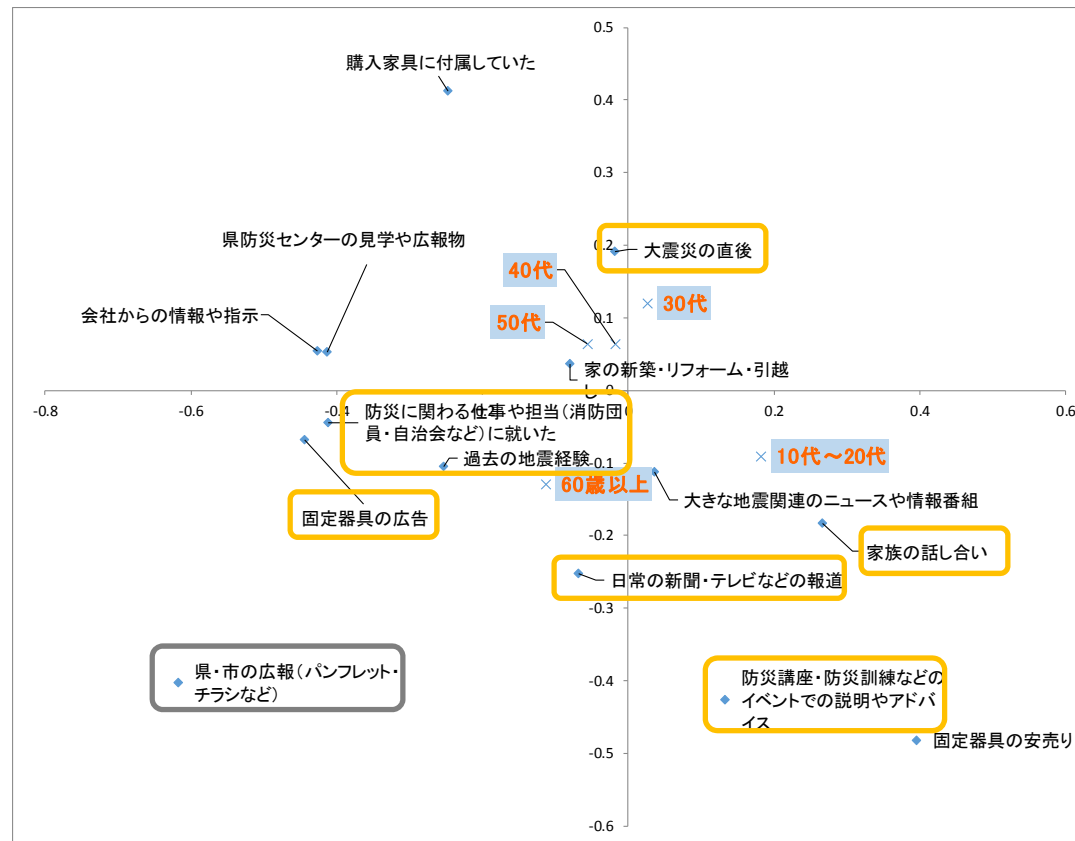 0.5
購入家具に付属していた
0.4
0.3
県防災センターの見学や広報物
0.2
大震災の直後
40代
30代
会社からの情報や指示
50代
0.1
家の新築・リフォーム・引越
し
0
-0.8
-0.6
-0.4
-0.2
0
0.2
0.4
0.6
防災に関わる仕事や担当(消防団
員・自治会など)に就いた
過去の地震経験
-0.1
10代～20代
60歳以上
大きな地震関連のニュースや情報番組
固定器具の広告
-0.2
家族の話し合い
日常の新聞・テレビなどの報道
-0.3
県・市の広報(パンフレット・
チラシなど)
-0.4
防災講座・防災訓練などの
イベントでの説明やアドバ
イス
固定器具の安売り
-0.5
-0.6